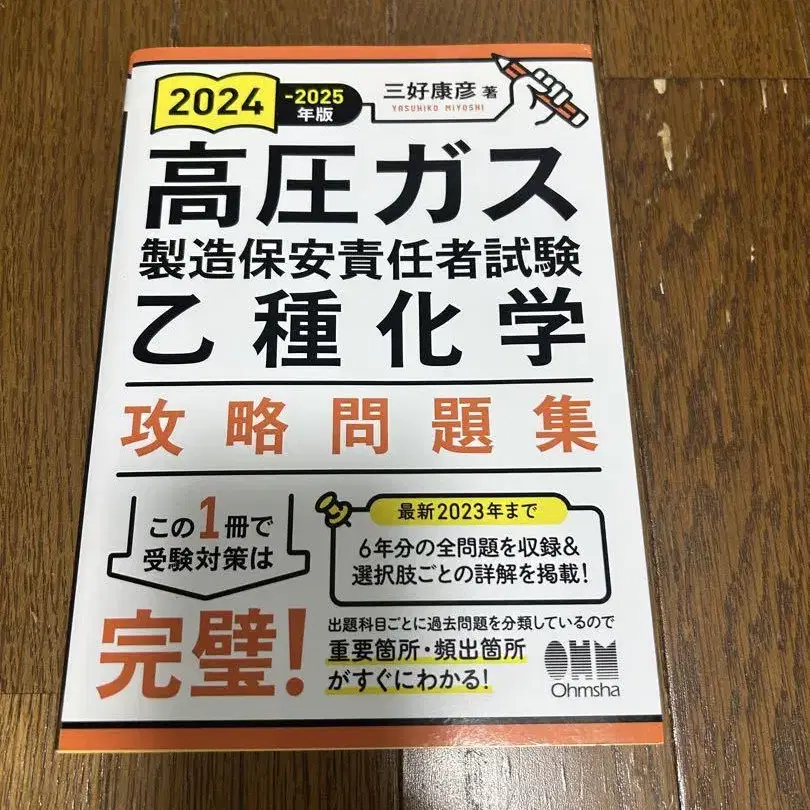 2024
-2025
年版
三好康彦 著
YASUHIKO MIYOSHI
高圧ガス
製造保安責任者試験
乙種化学
攻略問題集
この1冊で
受験対策は
完璧!
最新2023年まで
6年分の全問題を収録&
選択肢ごとの詳解を掲載!
出題科目ごとに過去問題を分類しているので
重要箇所・頻出箇所
がすぐにわかる!
OHM
Ohmsha